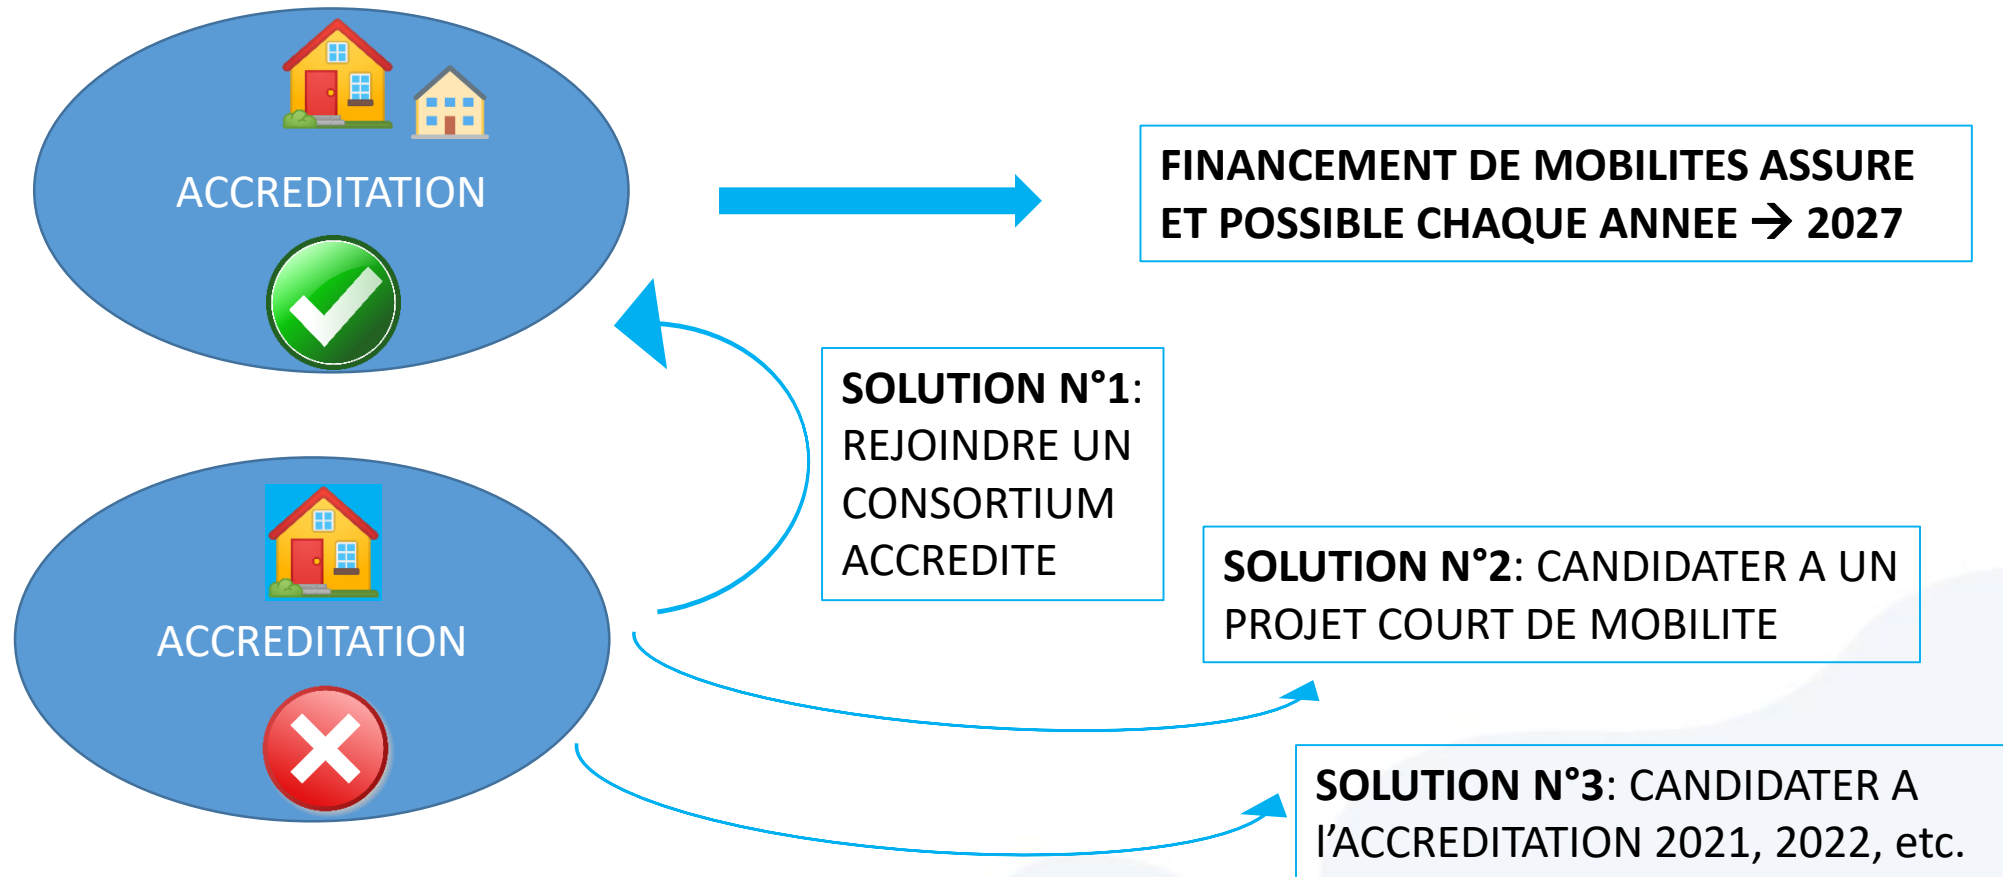 ACCREDITATION
FINANCEMENT DE MOBILITES ASSURE
ET POSSIBLE CHAQUE ANNEE → 2027
SOLUTION N°1:
REJOINDRE UN
CONSORTIUM
ACCREDITE
ACCREDITATION
SOLUTION N°2: CANDIDATER A UN
PROJET COURT DE MOBILITE
SOLUTION N°3: CANDIDATER A
l’ACCREDITATION 2021, 2022, etc.